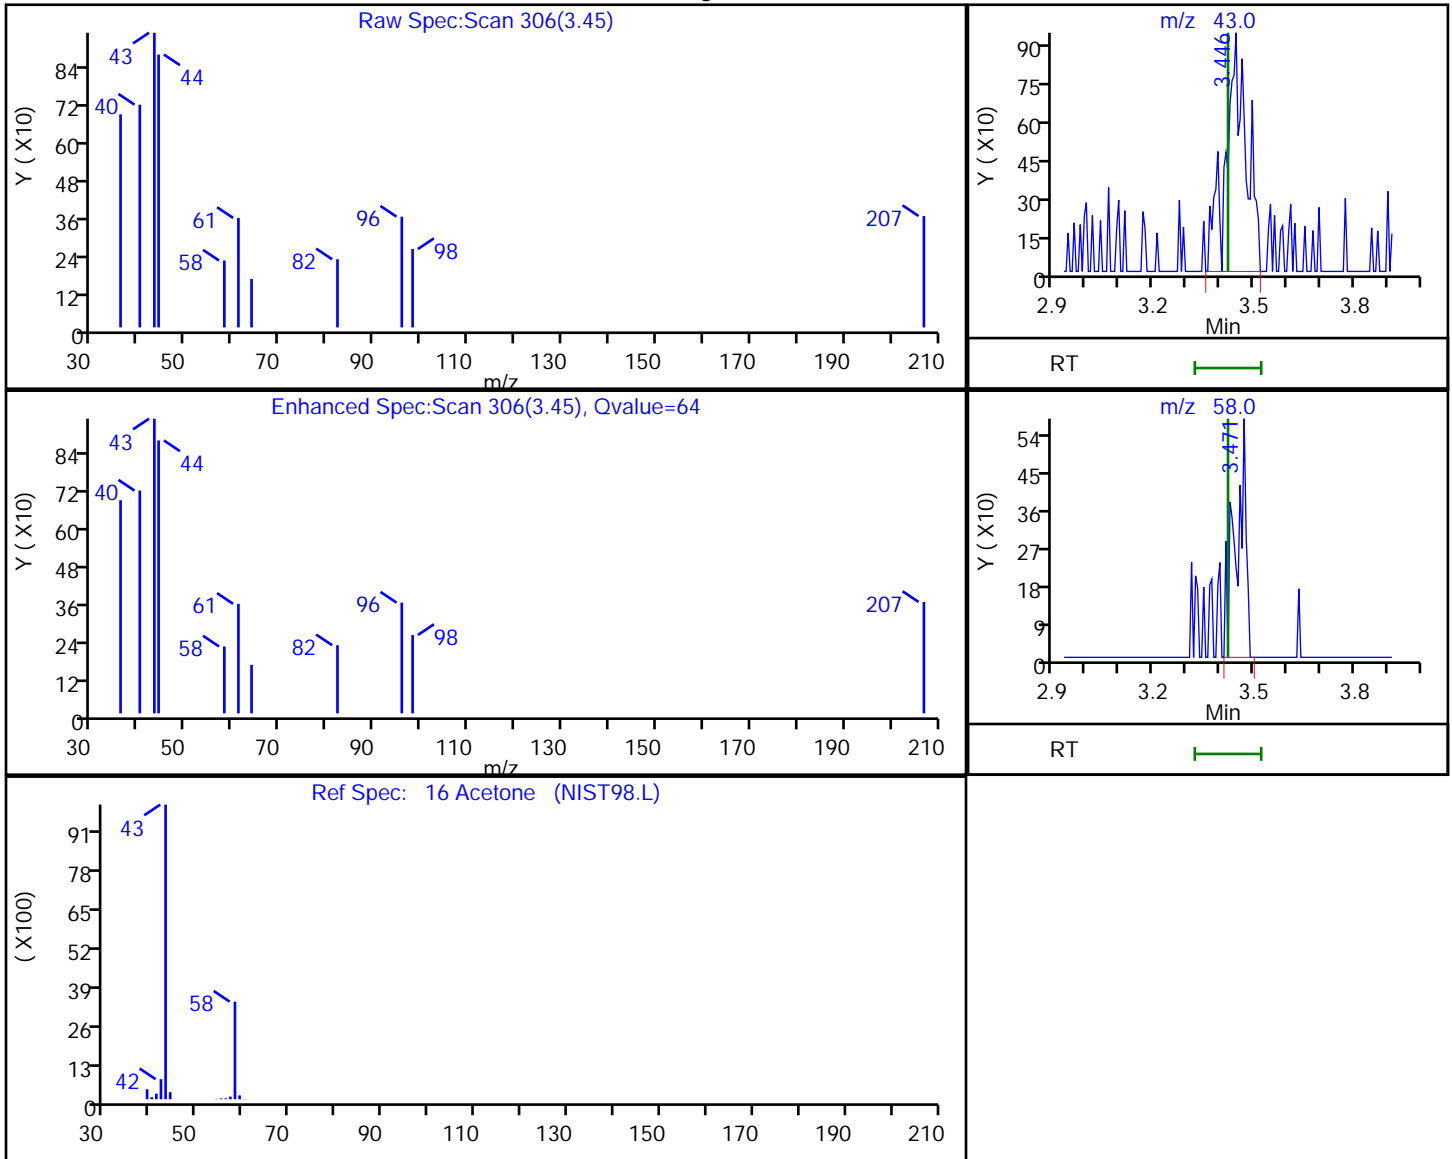 Raw Spec:Scan 306(3.45)
Y ( X10)
84
72
60
48
36
24
12
0
43
44
40
61
58
82
96
98
207
30 50 70 90 110 130 150 170 190 210
m/z
m/z 43.0
Y ( X10)
90
75
60
45
30
15
0
3.446
2.9 3.2 3.5 3.8
Min
RT
Enhanced Spec:Scan 306(3.45), Qvalue=64
Y ( X10)
84
72
60
48
36
24
12
0
43
44
40
61
58
82
96
98
207
30 50 70 90 110 130 150 170 190 210
m/z
m/z 58.0
Y ( X10)
54
45
36
27
18
9
0
3.471
2.9 3.2 3.5 3.8
Min
RT
Ref Spec: 16 Acetone (NIST98.L)
( X100)
91
78
65
52
39
26
13
0
43
58
42
30 50 70 90 110 130 150 170 190 210